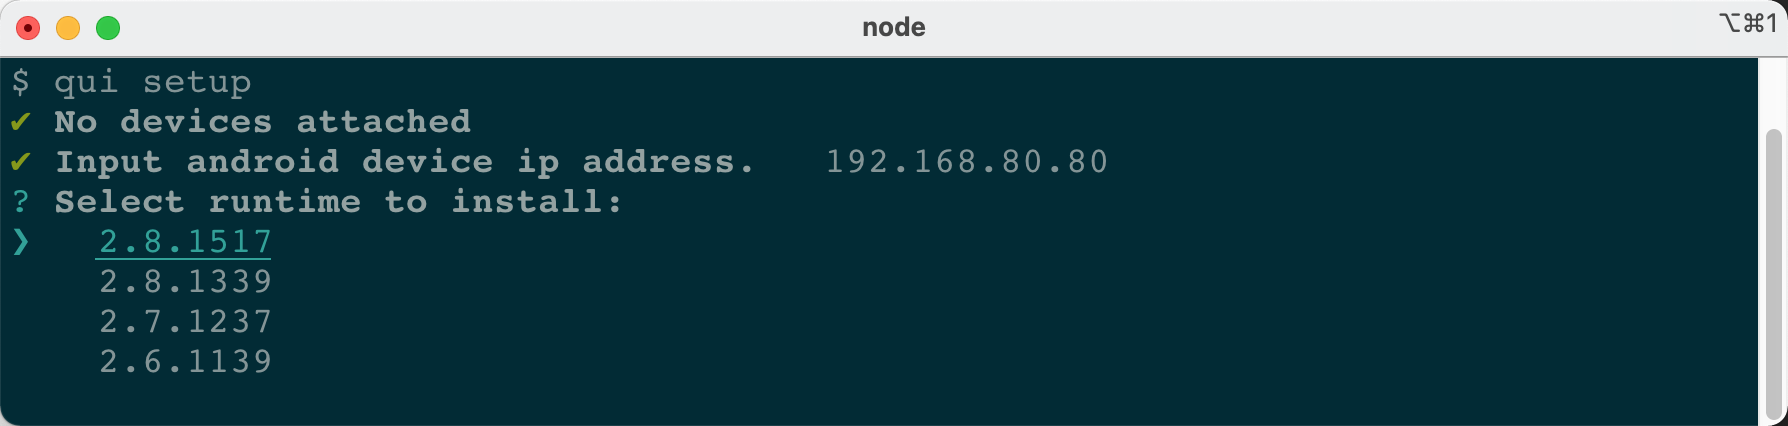 node
⌥⌘1
$ qui setup
✔ No devices attached
✔ Input android device ip address. 192.168.80.80
? Select runtime to install:
❯ 2.8.1517
2.8.1339
2.7.1237
2.6.1139